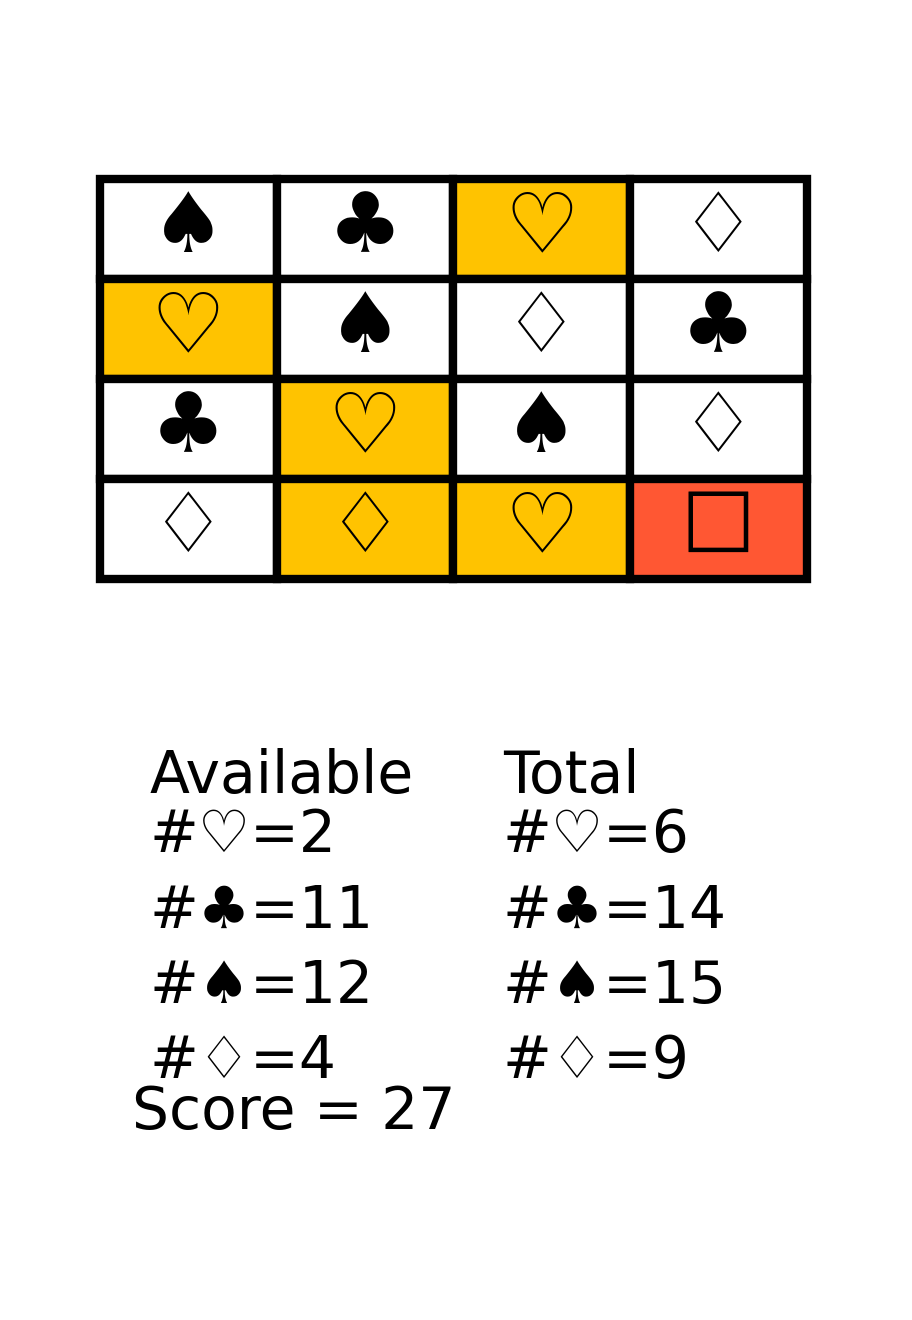 ♠ ♣ ♡ ♢
♡ ♠ ♢ ♣
♣ ♡ ♠ ♢
♢ ♢ ♡ □
Available Total
#♡=2 #♡=6
#♣=11 #♣=14
#♠=12 #♠=15
#♢=4 #♢=9
Score = 27